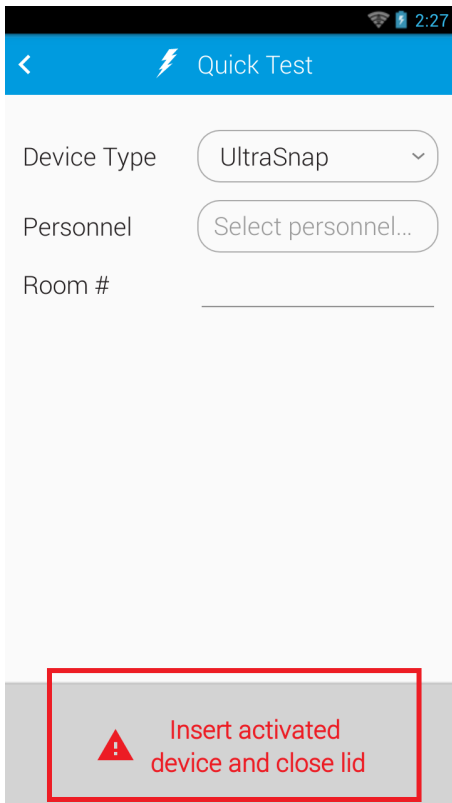 2:27
Quick Test
Device Type UltraSnap
Personnel Select personnel...
Room #
Insert activated
device and close lid